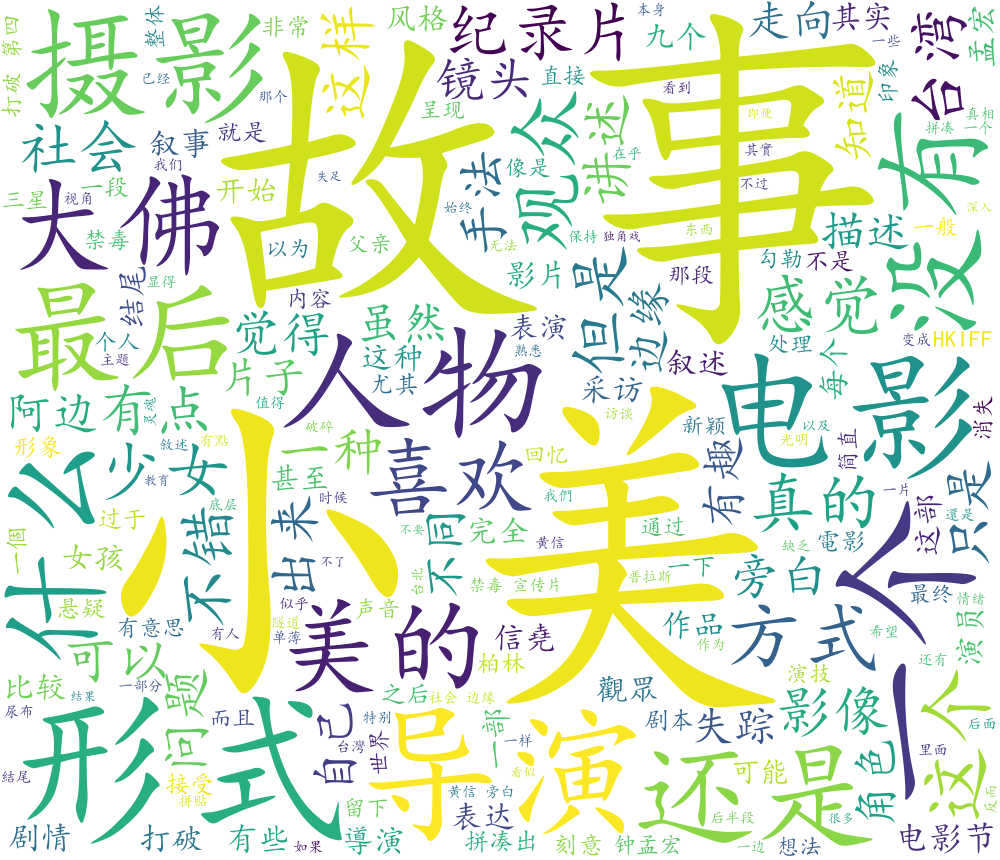 第四
打破
摄影
整体
已经
非常
那个
这样
风格
纪录片
镜头
呈现
直接
九个
看到
本身
走向
其实
一些
印象
台湾
孟宏
真相
一个
拼凑
社会
叙事
就是
我们
故事
手法
像是
观众
讲述
在乎
即使
其實
不过
知道
没有
三星
一段
视角
禁毒
大佛
开始
失足
以为
父亲
始终
无法
保持
独角戏
东西
那段
勾勒
不是
描述
一般
深入
结尾
显得
内容
影片
但是
边缘
感觉
最后
个人
主题
觉得
虽然
表演
熟悉
叙述
处理
变成
HKIFF
片子
这种
尤其
人物
采访
每个
阿边
有点
灵魂
值得
破碎
访谈
新颖
光明
以及
简直
电影
消失
形象
敘述
有點
一种
喜欢
回忆
有趣
什么
少女
教育
底层
甚至
时候
我們
真的
一片
這部
还是
只是
一個
过于
女孩
不错
出来
不同
不要
完全
黄信
通过
缺乏
電影
一个
悬疑
小美
不了
台北
禁毒 宣传片
普拉斯
一下
旁白
最终
情绪
有意思
有人
似乎
隧道
单薄
声音
美的
信尧
柏林
作品
作为
方式
希望
演员
可以
比较
一部分
结果
之后
社会 边缘
觀眾
演技
还有
尿布
问题
而且
自己
特别
导演
一部
一样
剧本
失踪
影像
这个
后面
形式
台灣
世界
看似
还是
可能
角色
里面
结尾
接受
拼贴
留下
黄信 旁白
表达
后半段
很多
反而
剧情
打破
有些
如果
導演
拼凑出
刻意
钟孟宏
一边
想法
电影节